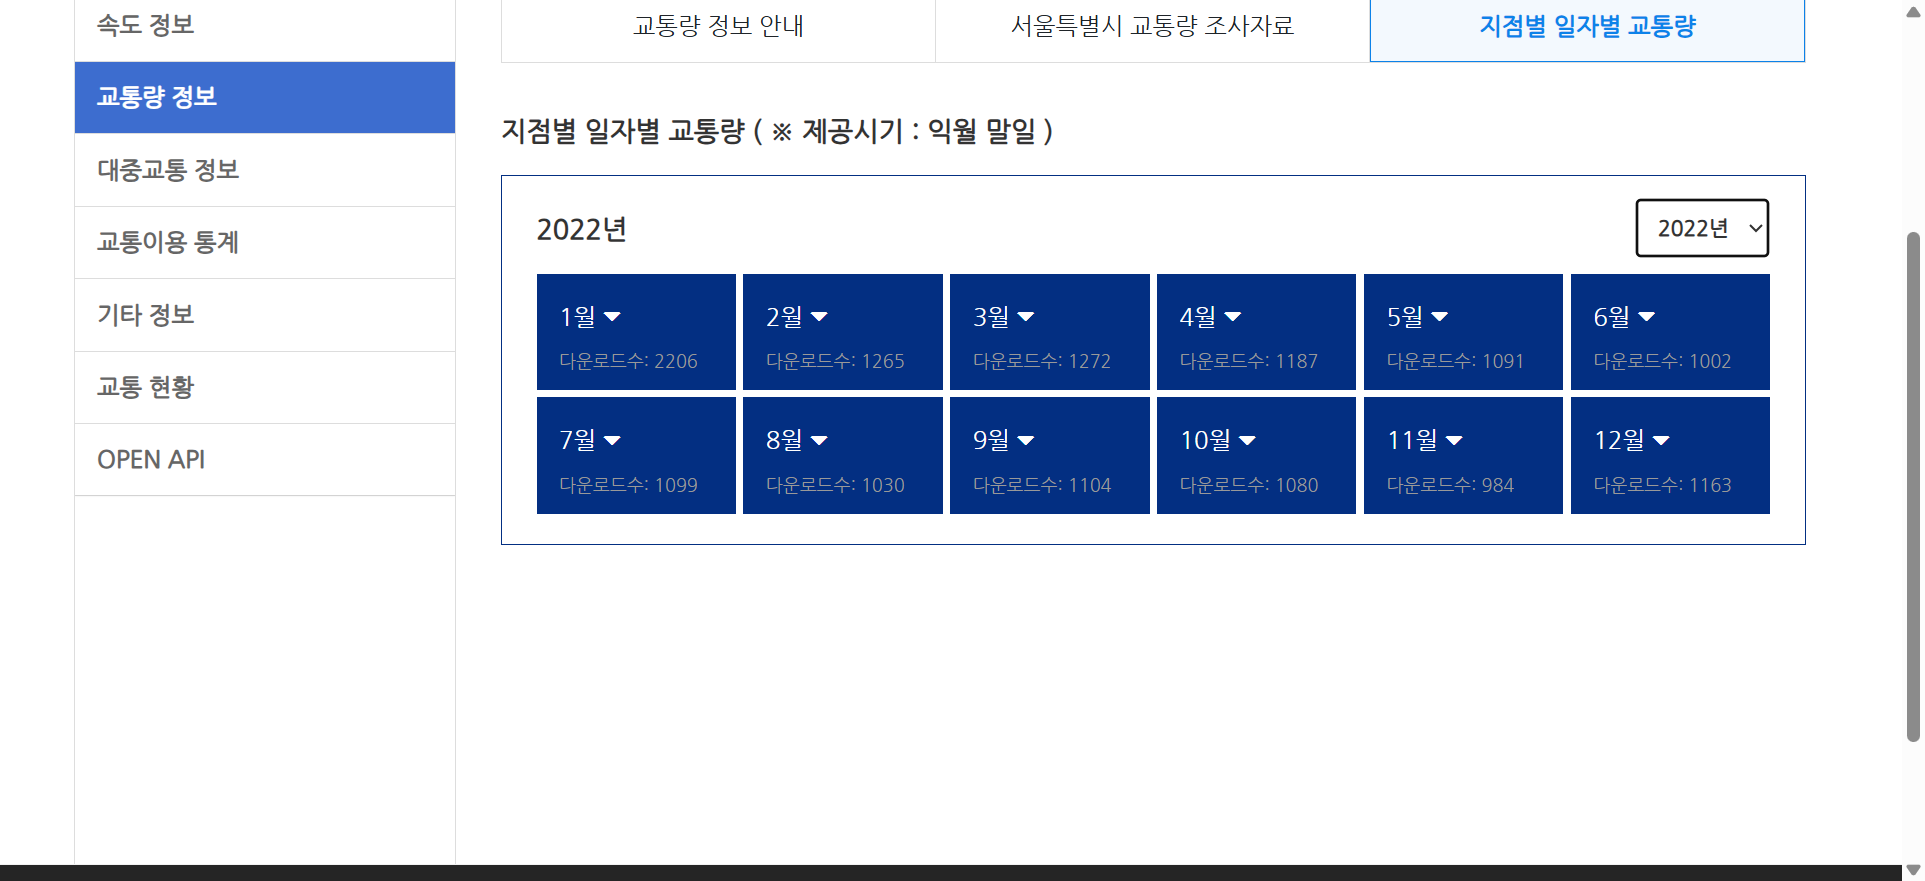 속도 정보
교통량 정보
대중교통 정보
교통이용 통계
기타 정보
교통 현황
OPEN API
교통량 정보 안내
서울특별시 교통량 조사자료
지점별 일자별 교통량
지점별 일자별 교통량 ( ※ 제공시기 : 익월 말일 )
2022년
2022년
1월
다운로드수: 2206
2월
다운로드수: 1265
3월
다운로드수: 1272
4월
다운로드수: 1187
5월
다운로드수: 1091
6월
다운로드수: 1002
7월
다운로드수: 1099
8월
다운로드수: 1030
9월
다운로드수: 1104
10월
다운로드수: 1080
11월
다운로드수: 984
12월
다운로드수: 1163